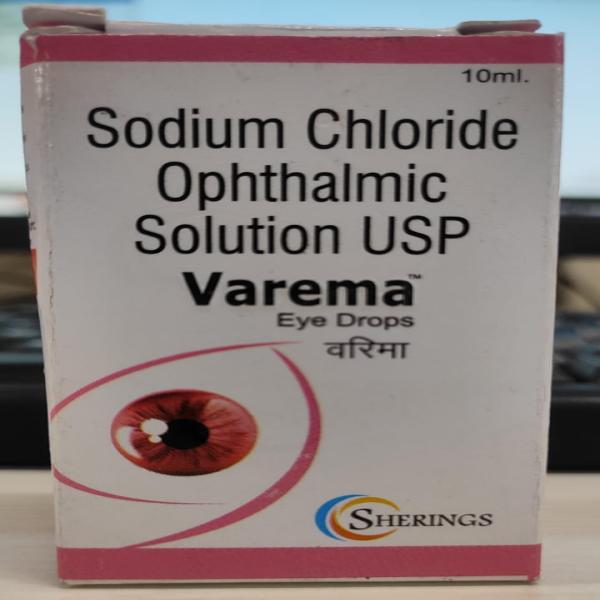 10ml.
Sodium Chloride
Ophthalmic
Solution USP
Varema™
Eye Drops
वरिमा
SHERINGS